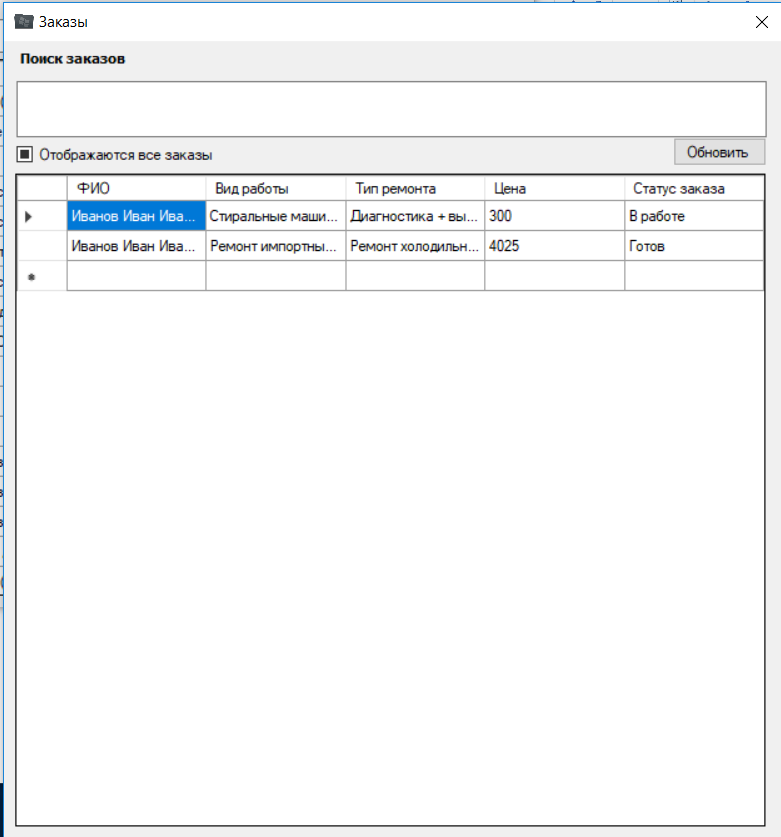 Заказы
Поиск заказов
Отображаются все заказы
Обновить
ФИО Вид работы Тип ремонта Цена Статус заказа
Иванов Иван Ива... Стиральные маши... Диагностика + вы... 300 В работе
Иванов Иван Ива... Ремонт импортны... Ремонт холодильн... 4025 Готов